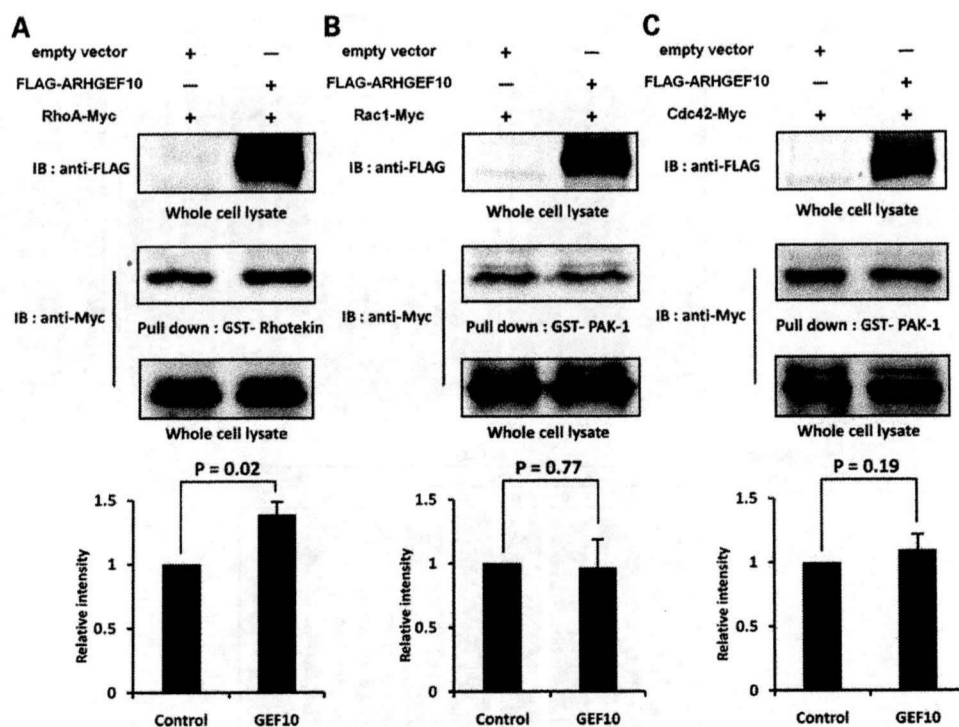 A
empty vector + —
FLAG-ARHGEF10 — +
RhoA-Myc + +
IB : anti-FLAG
Whole cell lysate
IB : anti-Myc
Pull down : GST- Rhotekin
Whole cell lysate
P = 0.02
Relative intensity
1.5
1
0.5
0
Control GEF10
B
empty vector + —
FLAG-ARHGEF10 — +
Rac1-Myc + +
IB : anti-FLAG
Whole cell lysate
IB : anti-Myc
Pull down : GST- PAK-1
Whole cell lysate
P = 0.77
Relative intensity
1.5
1
0.5
0
Control GEF10
C
empty vector + —
FLAG-ARHGEF10 — +
Cdc42-Myc + +
IB : anti-FLAG
Whole cell lysate
IB : anti-Myc
Pull down : GST- PAK-1
Whole cell lysate
P = 0.19
Relative intensity
1.5
1
0.5
0
Control GEF10